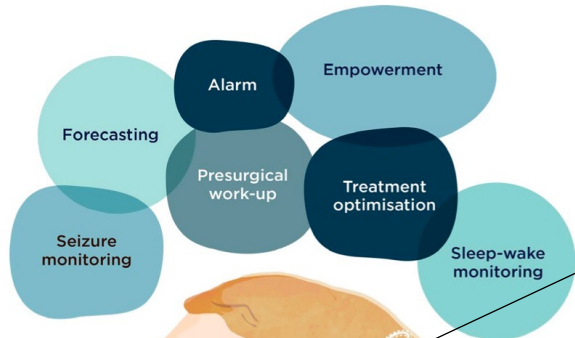 Alarm
Empowerment
Forecasting
Presurgical
work-up
Treatment
optimisation
Seizure
monitoring
Sleep-wake
monitoring